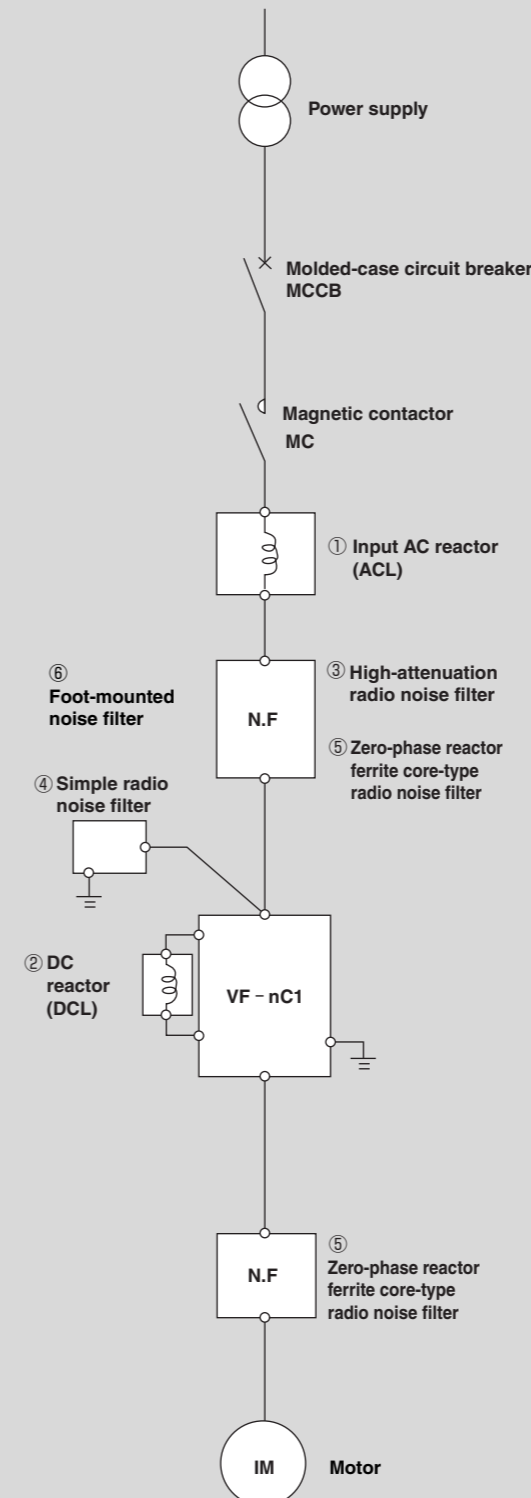 Power supply
Molded-case circuit breaker
MCCB
Magnetic contactor
MC
① Input AC reactor
(ACL)
⑥
Foot-mounted
noise filter
N.F
③ High-attenuation
radio noise filter
⑤ Zero-phase reactor
ferrite core-type
radio noise filter
④ Simple radio
noise filter
② DC
reactor
(DCL)
VF－nC1
N.F
⑤
Zero-phase reactor
ferrite core-type
radio noise filter
IM
Motor